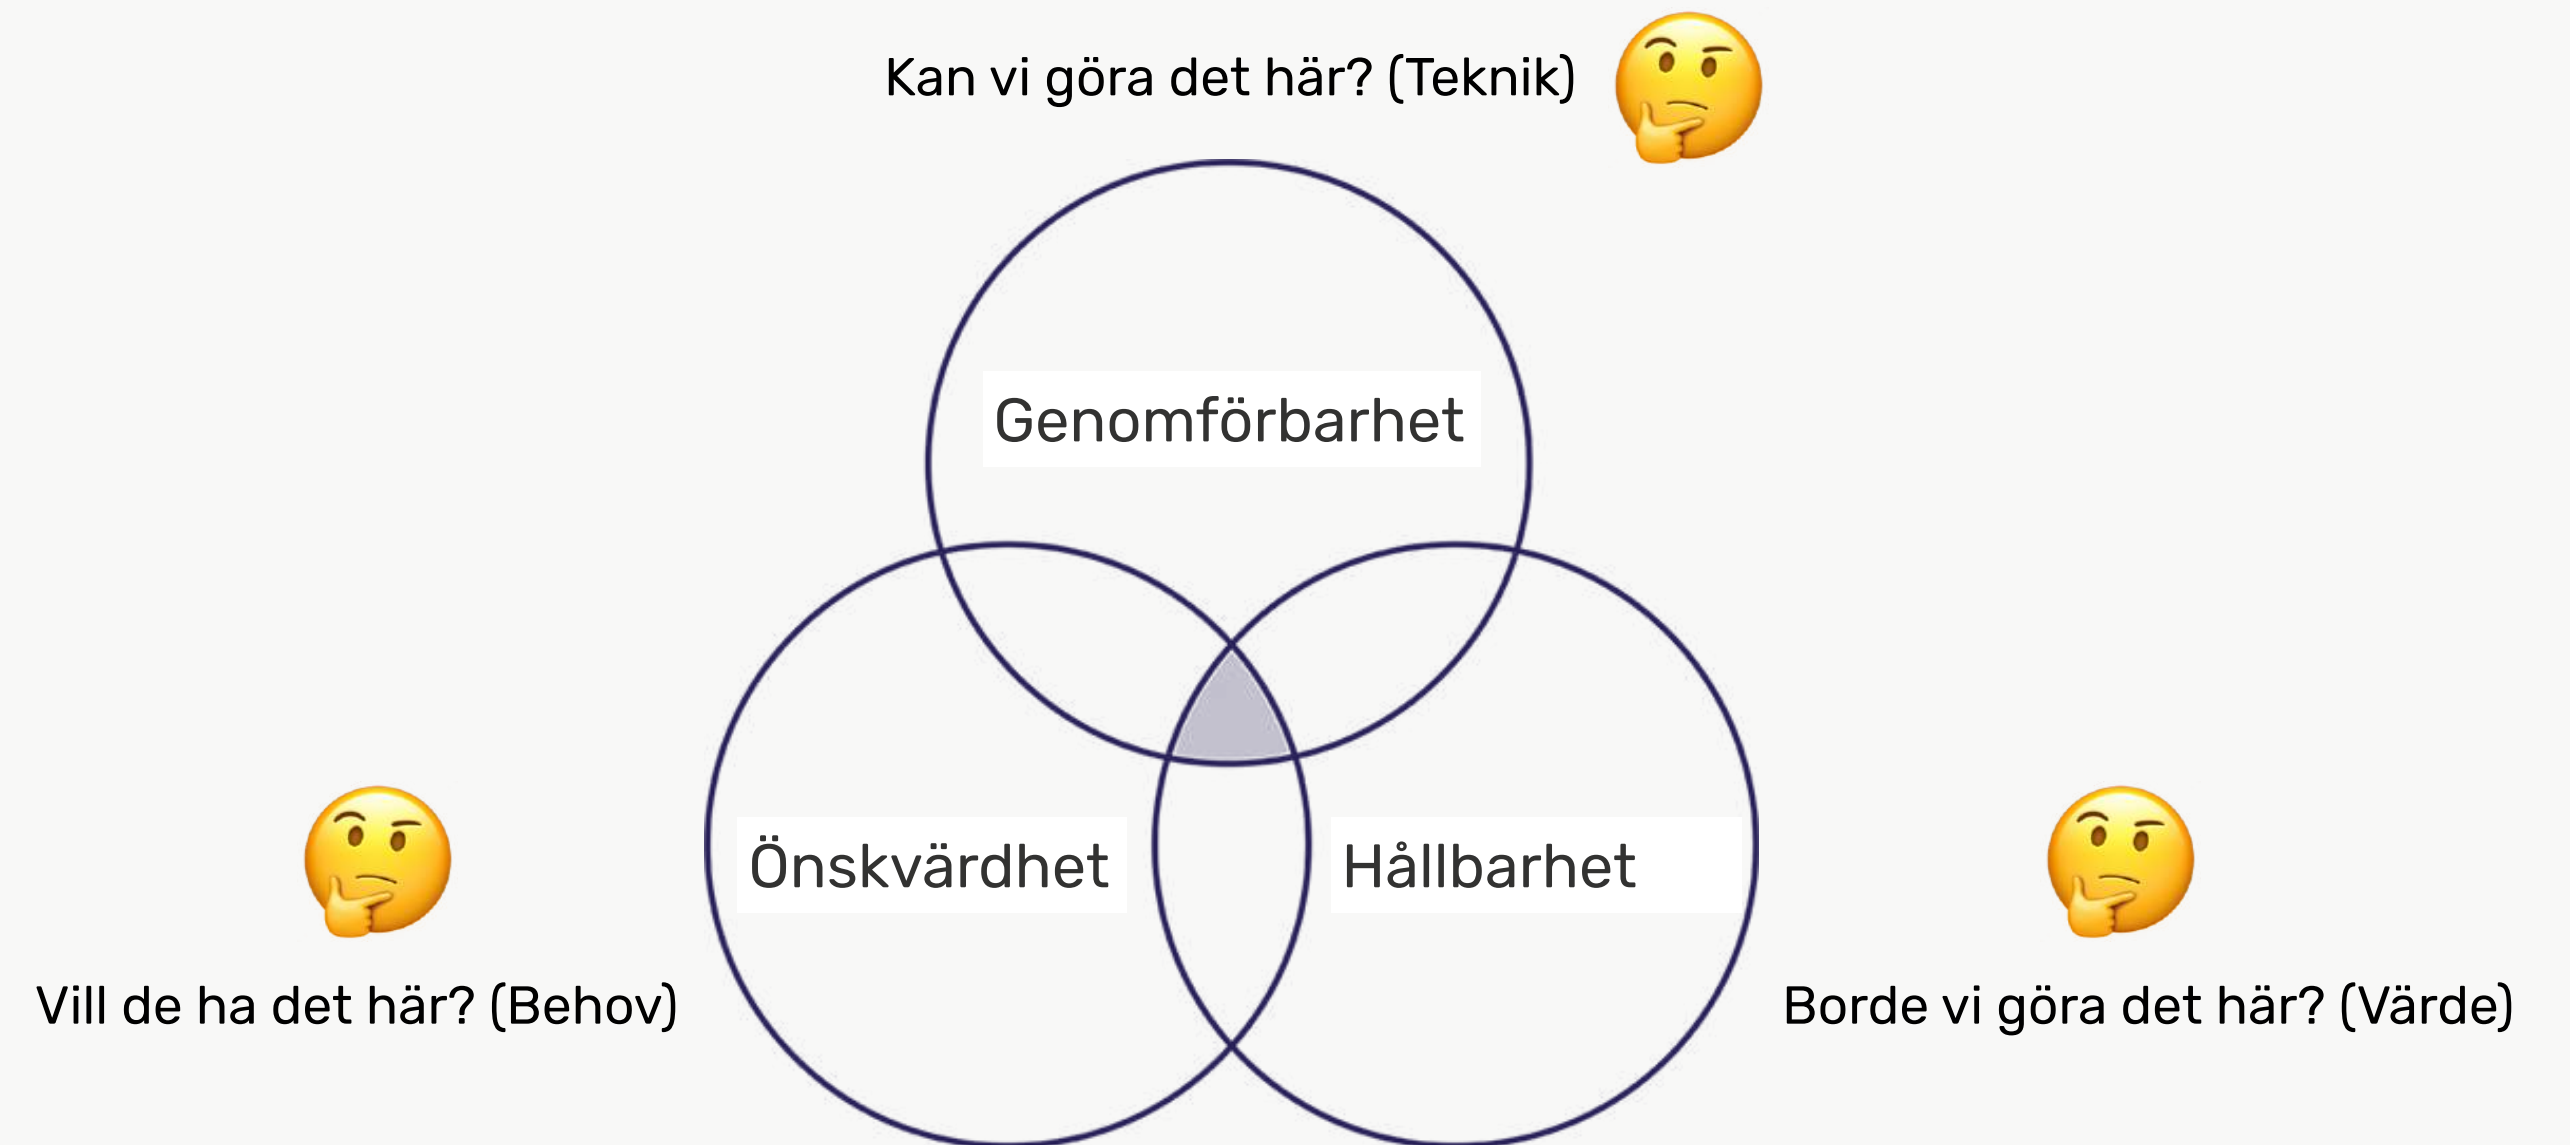 Kan vi göra det här? (Teknik)
Genomförbarhet
Önskvärdhet
Hållbarhet
Vill de ha det här? (Behov)
Borde vi göra det här? (Värde)